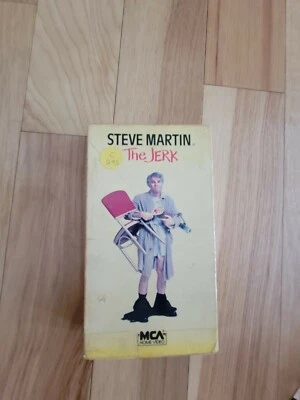 STEVE MARTIN
The JERK
MCA
HOME VIDEO